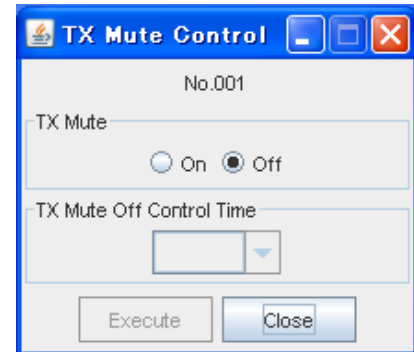 TX Mute Control
No.001
TX Mute
On Off
TX Mute Off Control Time
Execute Close